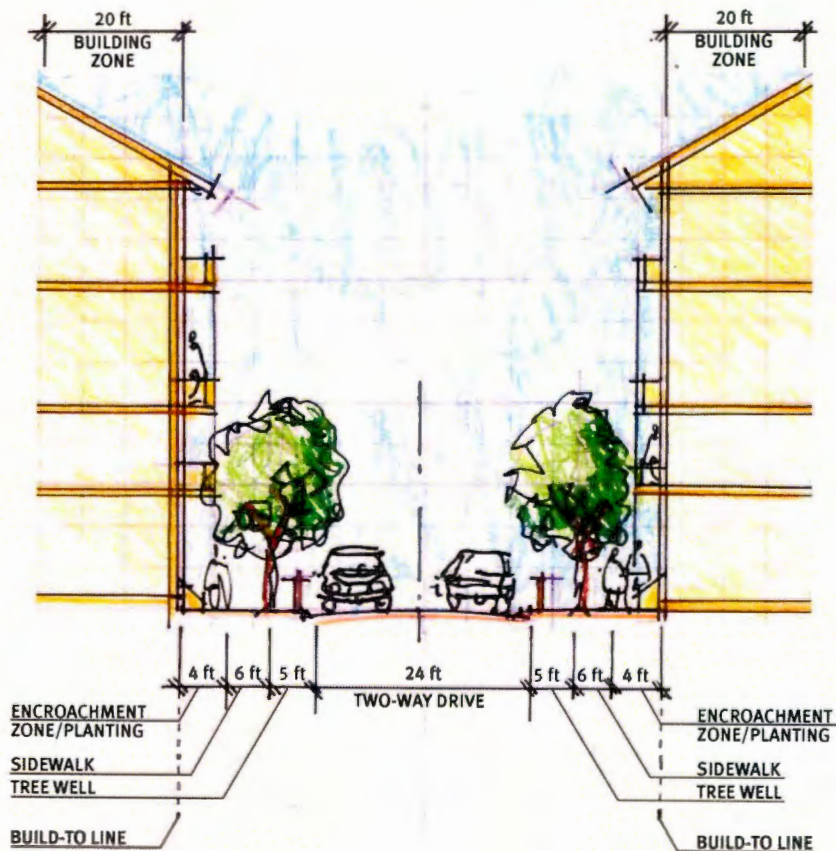 20 ft
BUILDING
ZONE
20 ft
BUILDING
ZONE
4 ft
6 ft
5 ft
24 ft
5 ft
6 ft
4 ft
TWO-WAY DRIVE
ENCROACHMENT
ZONE/PLANTING
SIDEWALK
TREE WELL
BUILD-TO LINE
ENCROACHMENT
ZONE/PLANTING
SIDEWALK
TREE WELL
BUILD-TO LINE